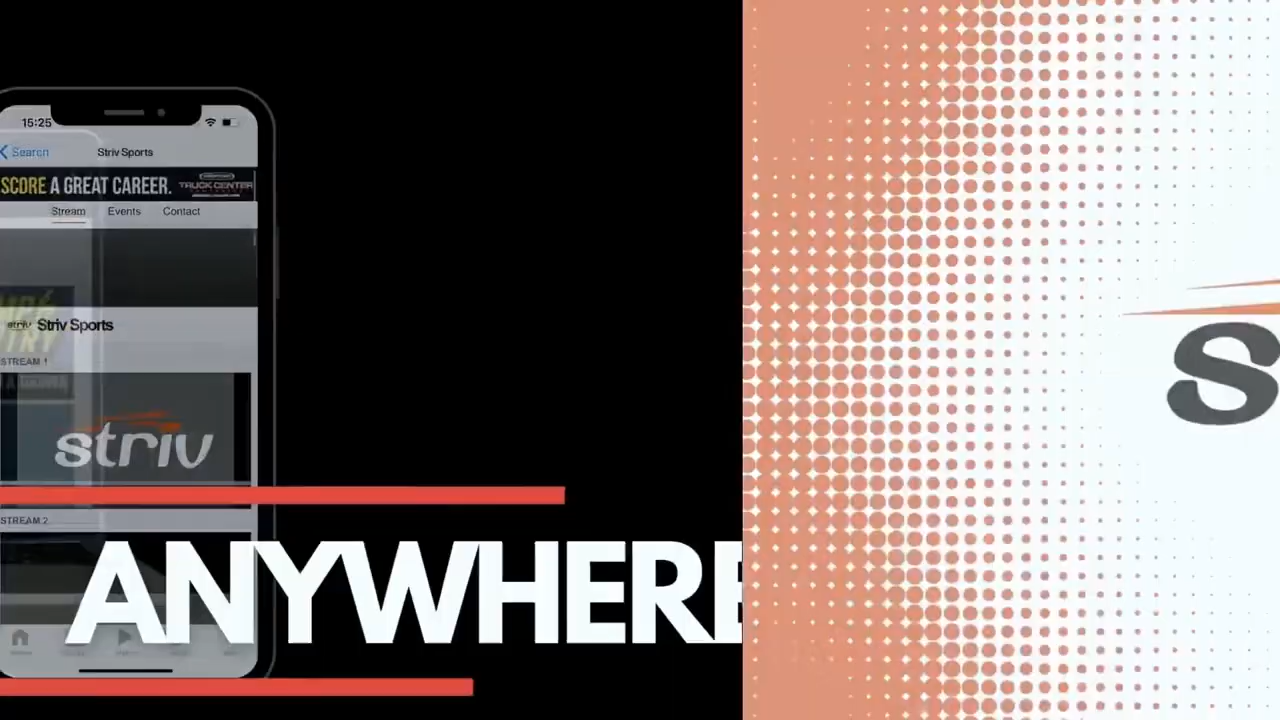 15:25
Search
Striv Sports
SCORE A GREAT CAREER.
TRUCK CENTER
Stream
Events
Contact
striv
Striv Sports
STREAM 1
striv
STREAM 2
ANYWHERE
S